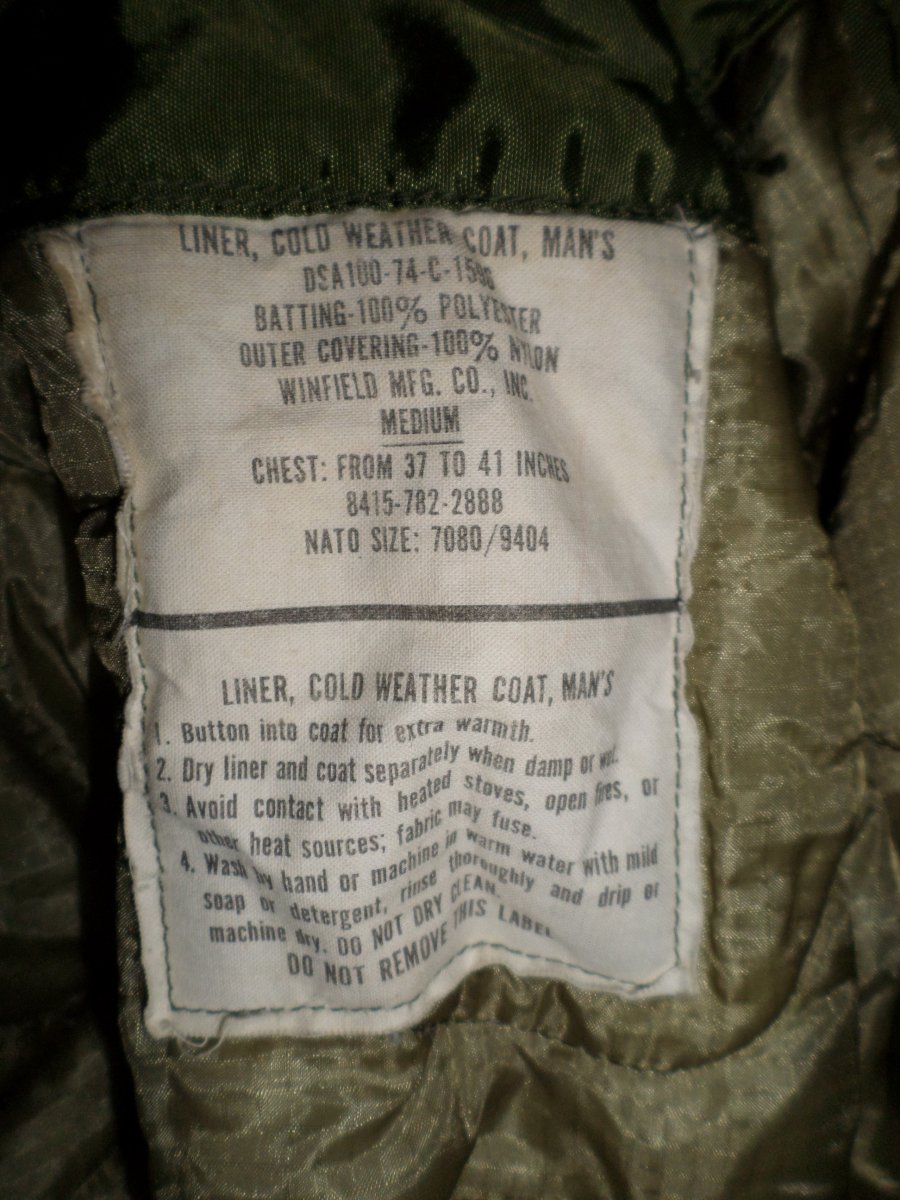 LINER, COLD WEATHER COAT, MAN'S
BATTING-100% POLYESTER
OUTER COVERING-100% NYLON
WINFIELD MFG. CO., INC.
MEDIUM
CHEST: FROM 37 TO 41 INCHES
8415-782-2888
NATO SIZE: 7080/9404
LINER, COLD WEATHER COAT, MAN'S
1. Button into coat for extra warmth.
2. Dry liner and coat separately when damp or wet.
3. Avoid contact with heated stoves, open fires, or
other heat sources; fabric may fuse.
4. Wash by hand or machine in warm water with mild
soap or detergent, rinse thoroughly and drip or
machine dry. DO NOT DRY CLEAN.
DO NOT REMOVE THIS LABEL